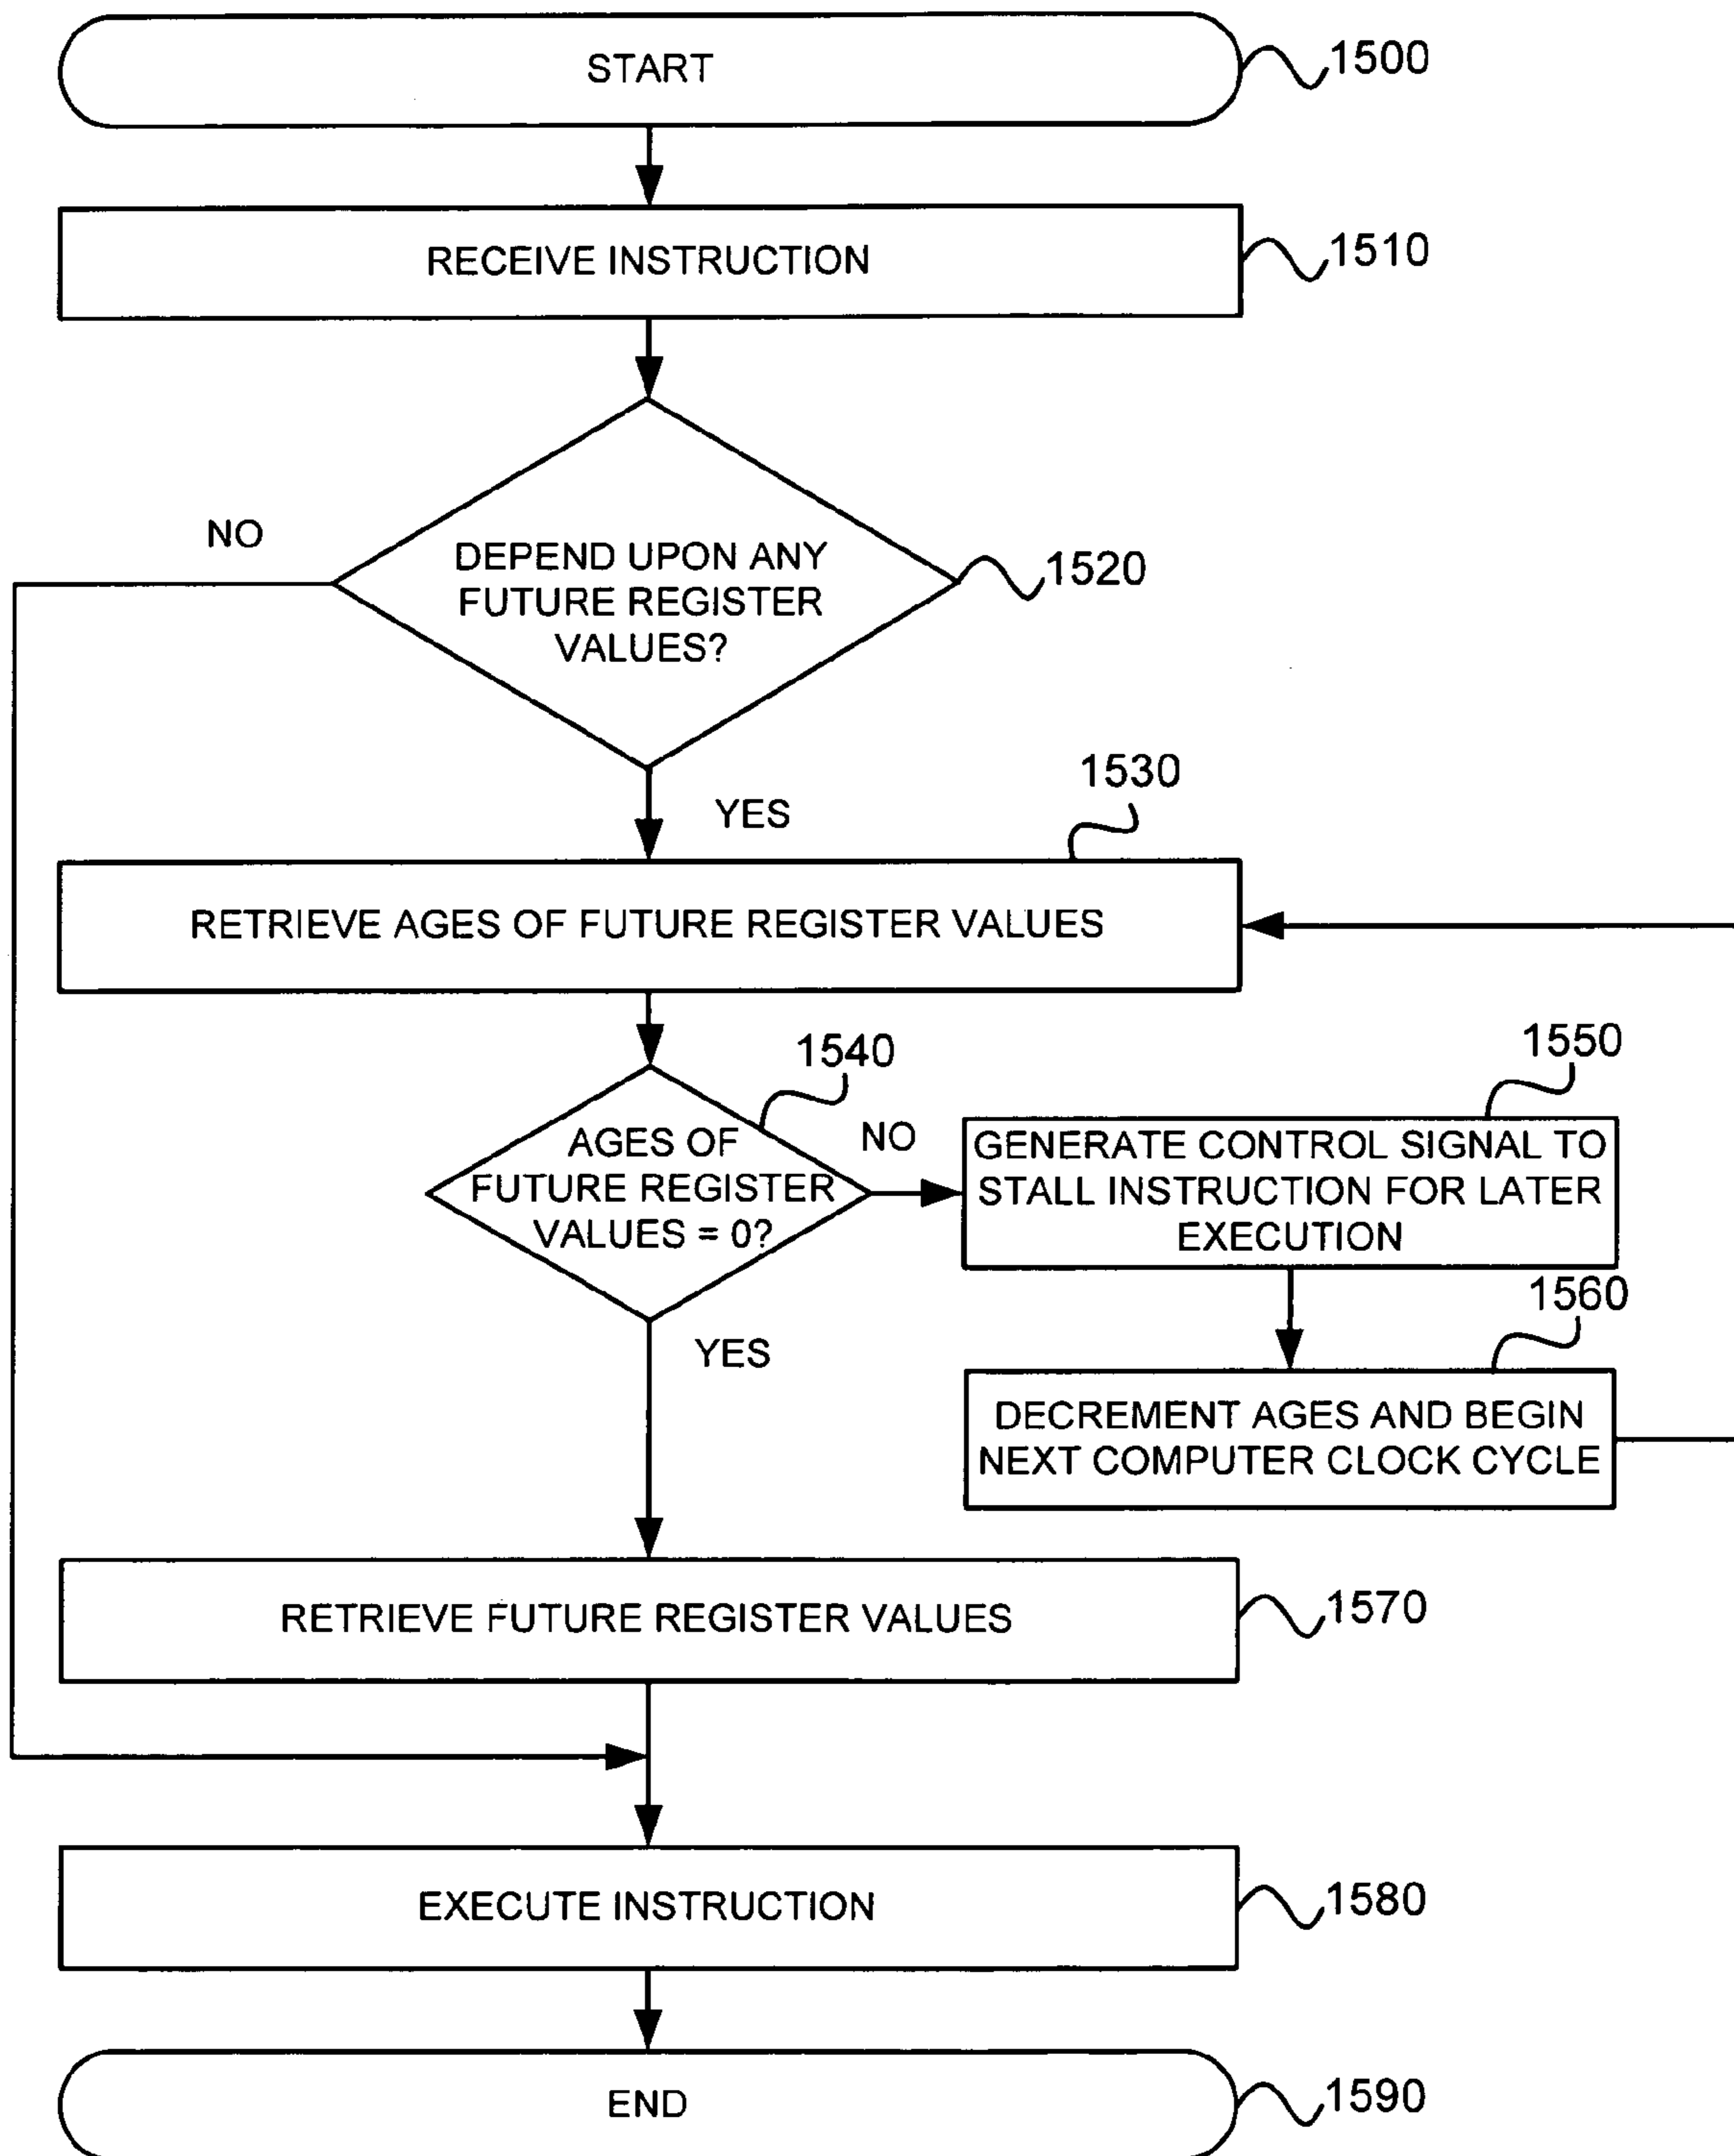 START
1500
RECEIVE INSTRUCTION
1510
NO
DEPEND UPON ANY
FUTURE REGISTER
VALUES?
1520
YES
1530
RETRIEVE AGES OF FUTURE REGISTER VALUES
1540
AGES OF
FUTURE REGISTER
VALUES = 0?
NO
1550
GENERATE CONTROL SIGNAL TO
STALL INSTRUCTION FOR LATER
EXECUTION
YES
1560
DECREMENT AGES AND BEGIN
NEXT COMPUTER CLOCK CYCLE
RETRIEVE FUTURE REGISTER VALUES
1570
EXECUTE INSTRUCTION
1580
END
1590